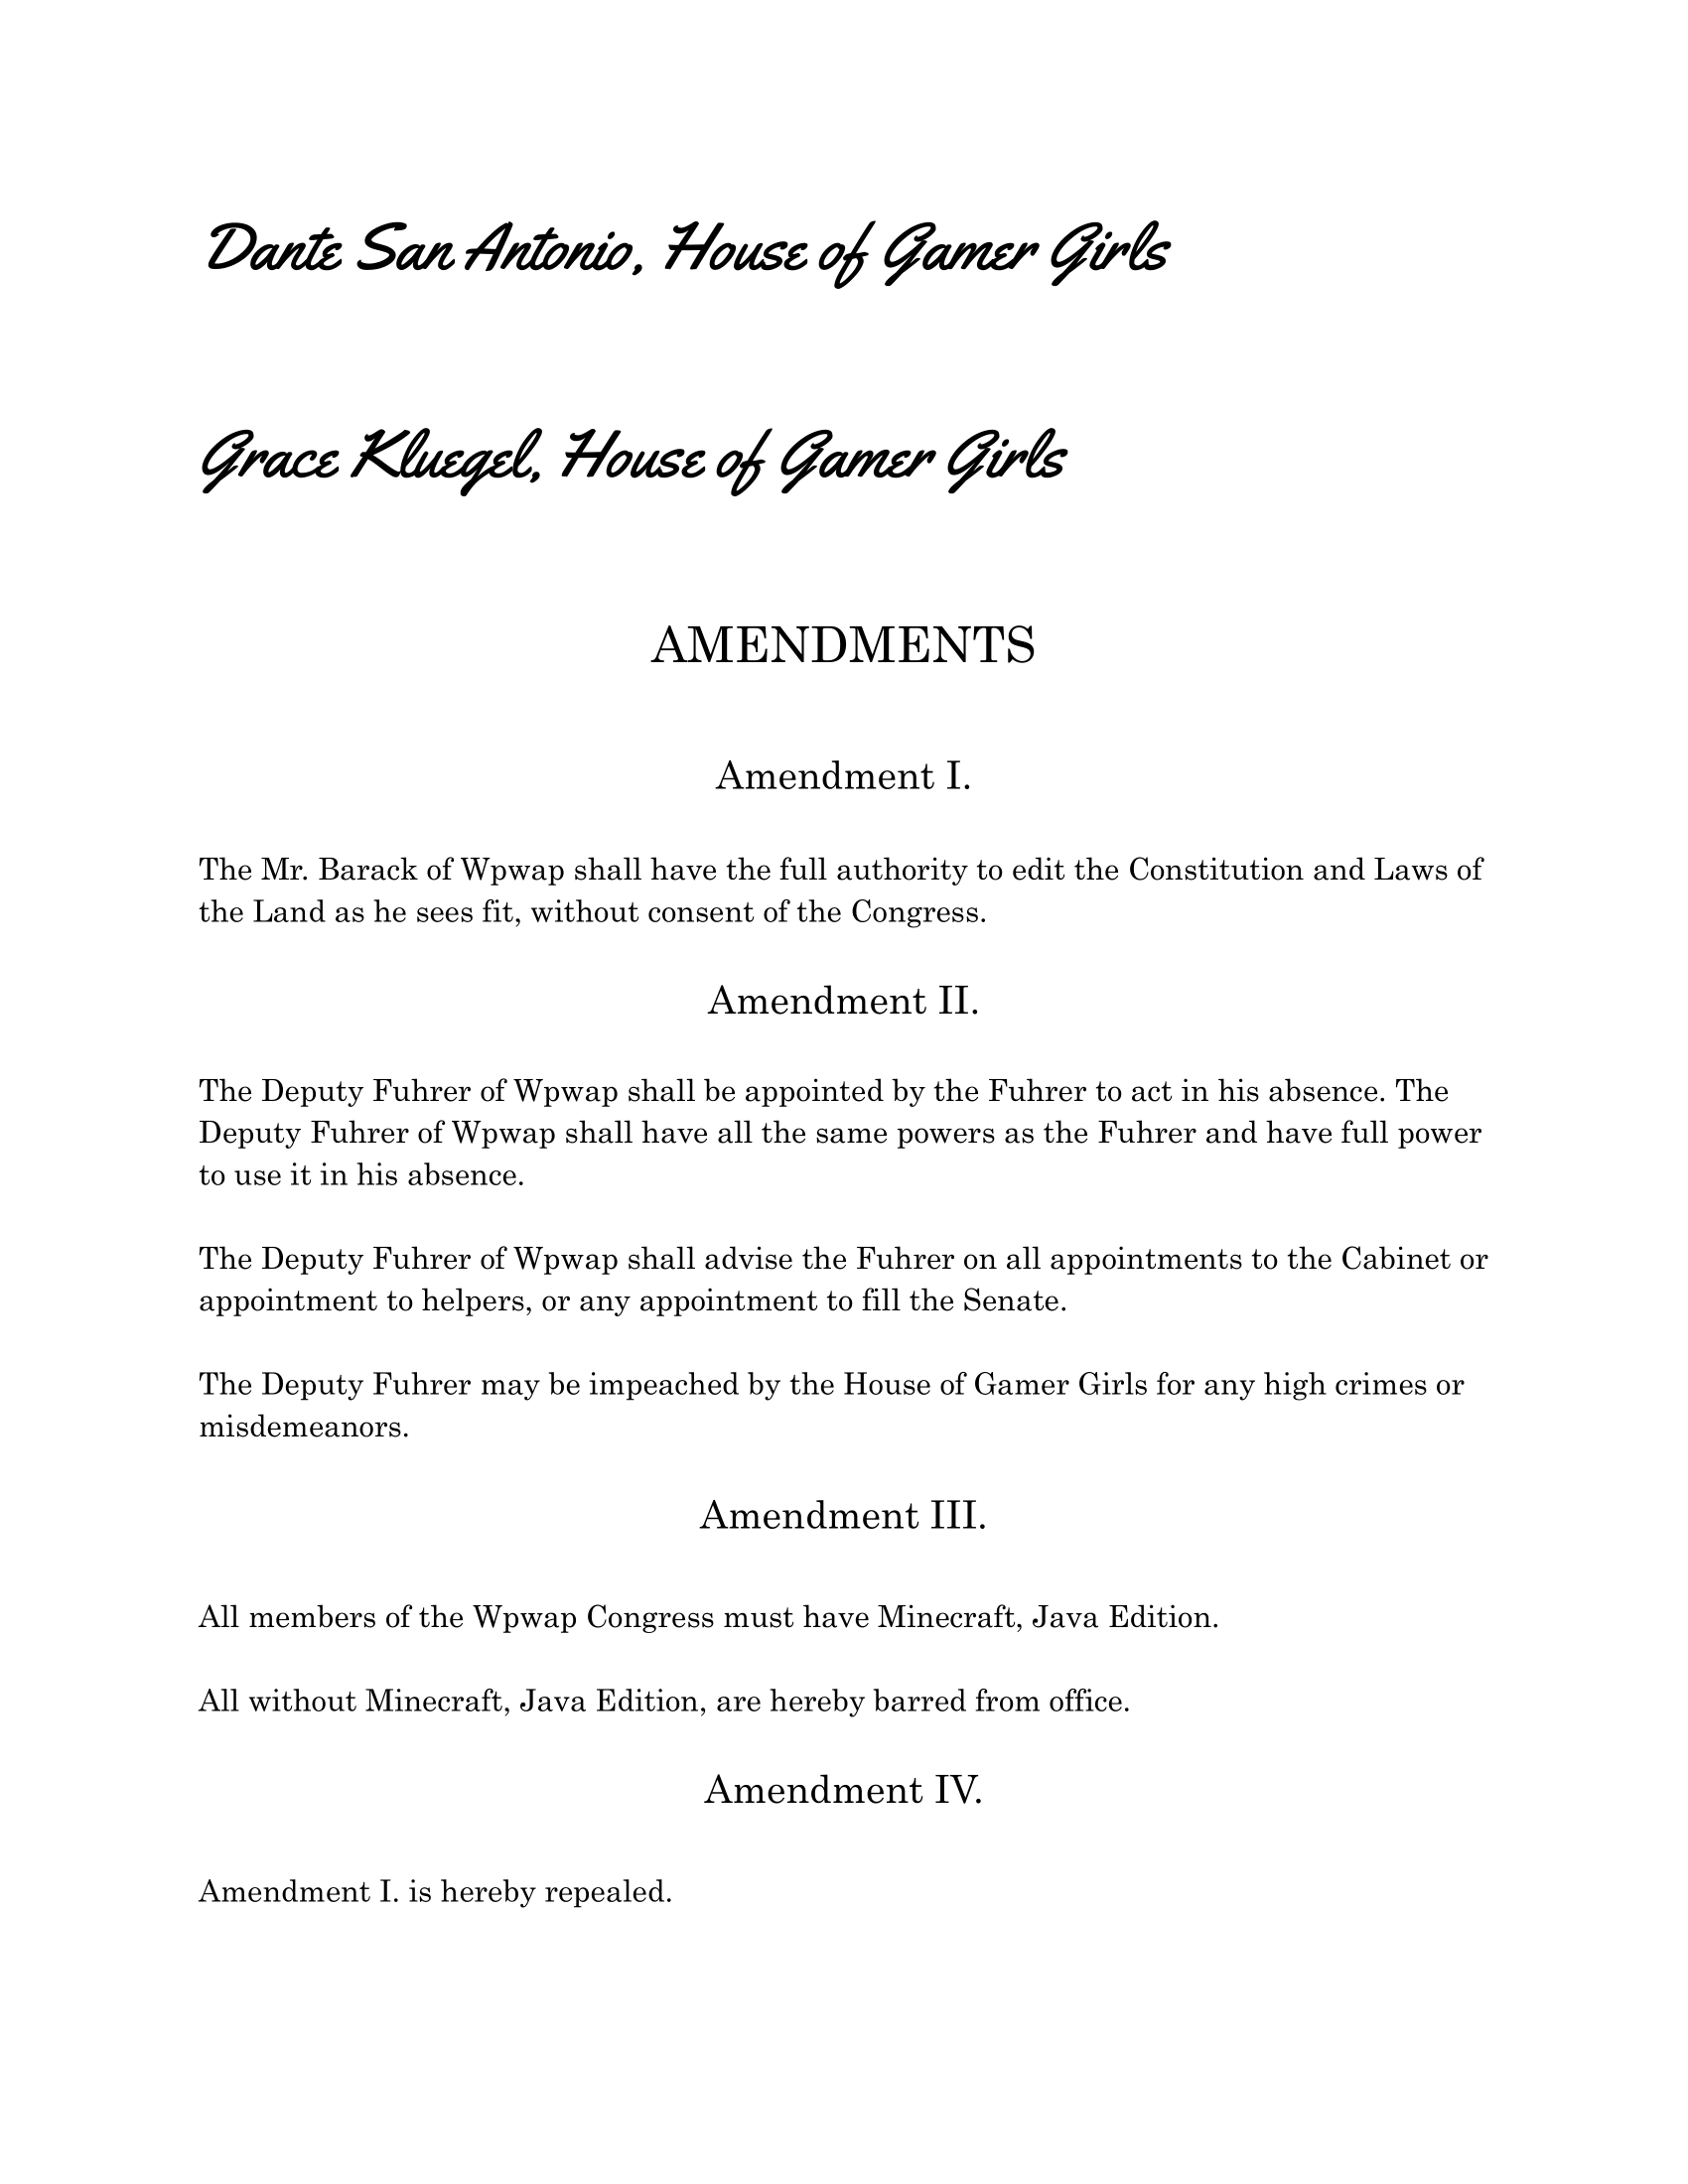 Dante San Antonio, House of Gamer Girls
Grace Kluegel, House of Gamer Girls
AMENDMENTS
Amendment I.
The Mr. Barack of Wpwap shall have the full authority to edit the Constitution and Laws of
the Land as he sees fit, without consent of the Congress.
Amendment II.
The Deputy Fuhrer of Wpwap shall be appointed by the Fuhrer to act in his absence. The
Deputy Fuhrer of Wpwap shall have all the same powers as the Fuhrer and have full power
to use it in his absence.
The Deputy Fuhrer of Wpwap shall advise the Fuhrer on all appointments to the Cabinet or
appointment to helpers, or any appointment to fill the Senate.
The Deputy Fuhrer may be impeached by the House of Gamer Girls for any high crimes or
misdemeanors.
Amendment III.
All members of the Wpwap Congress must have Minecraft, Java Edition.
All without Minecraft, Java Edition, are hereby barred from office.
Amendment IV.
Amendment I. is hereby repealed.